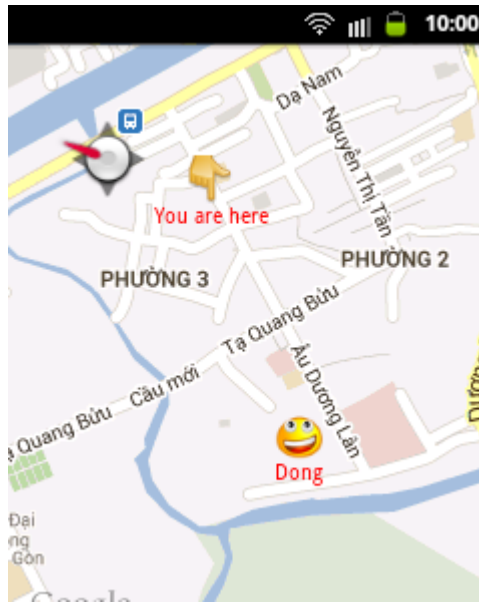 10:00
Dạ Nam
Nguyễn Thị Tần
You are here
PHƯỜNG 2
PHƯỜNG 3
Tạ Quang Bửu
Âu Dương Lân
Cầu mới
Quang Bửu
Dong
Đại
ng
Gòn
Google